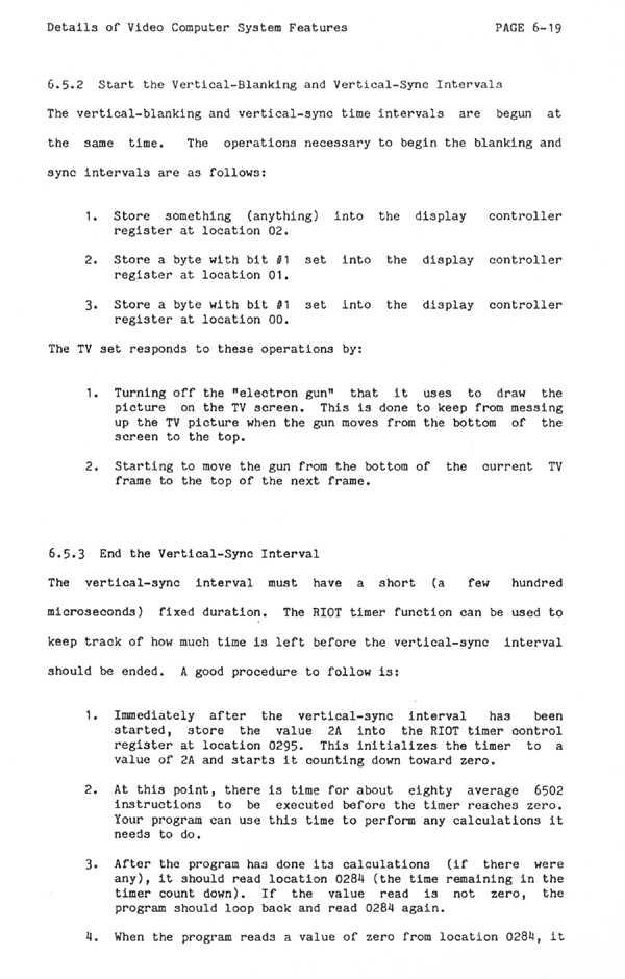 Details of Video Computer System Features PAGE 6-19
6.5.2 Start the Vertical-Blanking and Vertical-Sync Intervals
The vertical-blanking and vertical-sync time intervals are begun at
the same time. The operations necessary to begin the blanking and
sync intervals are as follows:
1. Store something (anything) into the display controller
register at location 02.
2. Store a byte with bit #1 set into the display controller
register at location 01.
3. Store a byte with bit #1 set into the display controller
register at location 00.
The TV set responds to these operations by:
1. Turning off the "electron gun" that it uses to draw the
picture on the TV screen. This is done to keep from messing
up the TV picture when the gun moves from the bottom of the
screen to the top.
2. Starting to move the gun from the bottom of the current TV
frame to the top of the next frame.
6.5.3 End the Vertical-Sync Interval
The vertical-sync interval must have a short (a few hundred
microseconds) fixed duration. The RIOT timer function can be used to
keep track of how much time is left before the vertical-sync interval
should be ended. A good procedure to follow is:
1. Immediately after the vertical-sync interval has been
started, store the value 2A into the RIOT timer control
register at location 0295. This initializes the timer to a
value of 2A and starts it counting down toward zero.
2. At this point, there is time for about eighty average 6502
instructions to be executed before the timer reaches zero.
Your program can use this time to perform any calculations it
needs to do.
3. After the program has done its calculations (if there were
any), it should read location 0284 (the time remaining in the
timer count down). If the value read is not zero, the
program should loop back and read 0284 again.
4. When the program reads a value of zero from location 0284, it